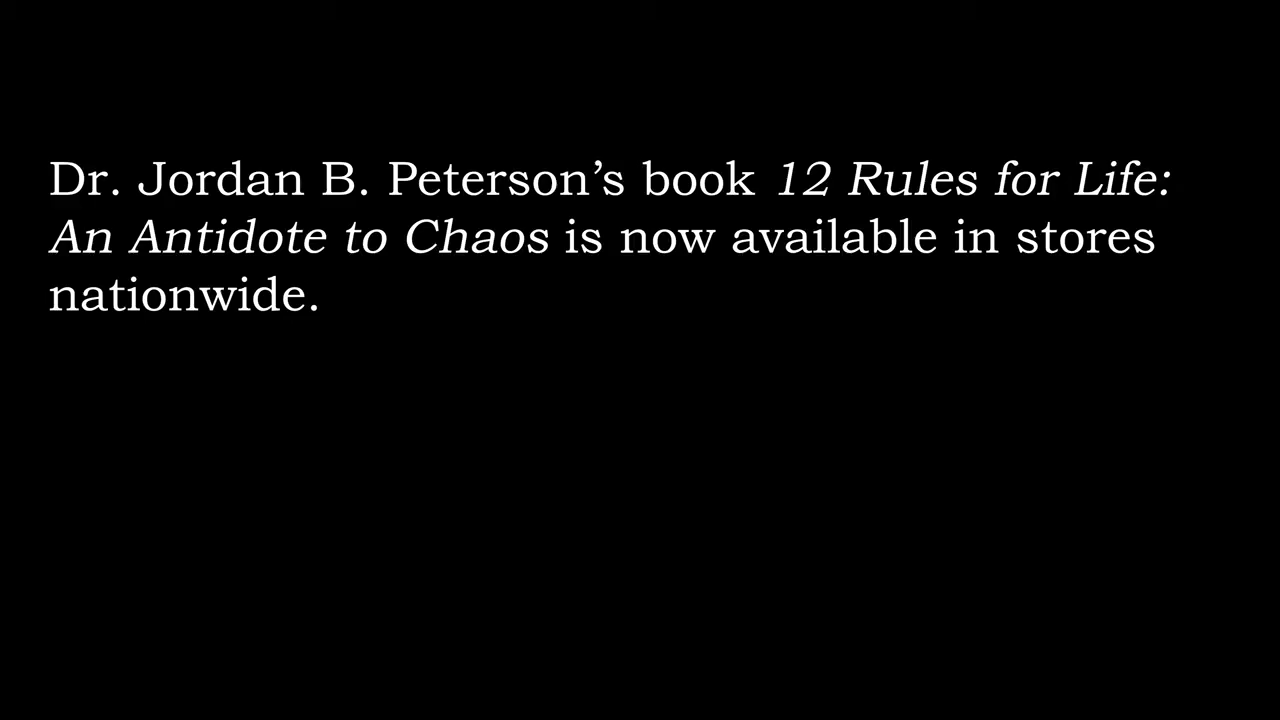 Dr. Jordan B. Peterson’s book 12 Rules for Life:
An Antidote to Chaos is now available in stores
nationwide.